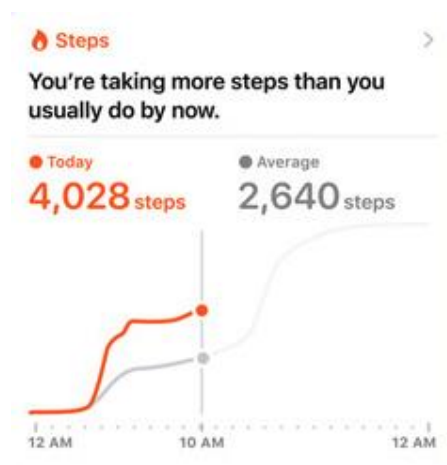 Steps
You're taking more steps than you
usually do by now.
Today
Average
4,028 steps
2,640 steps
12 AM
10 AM
12 AM